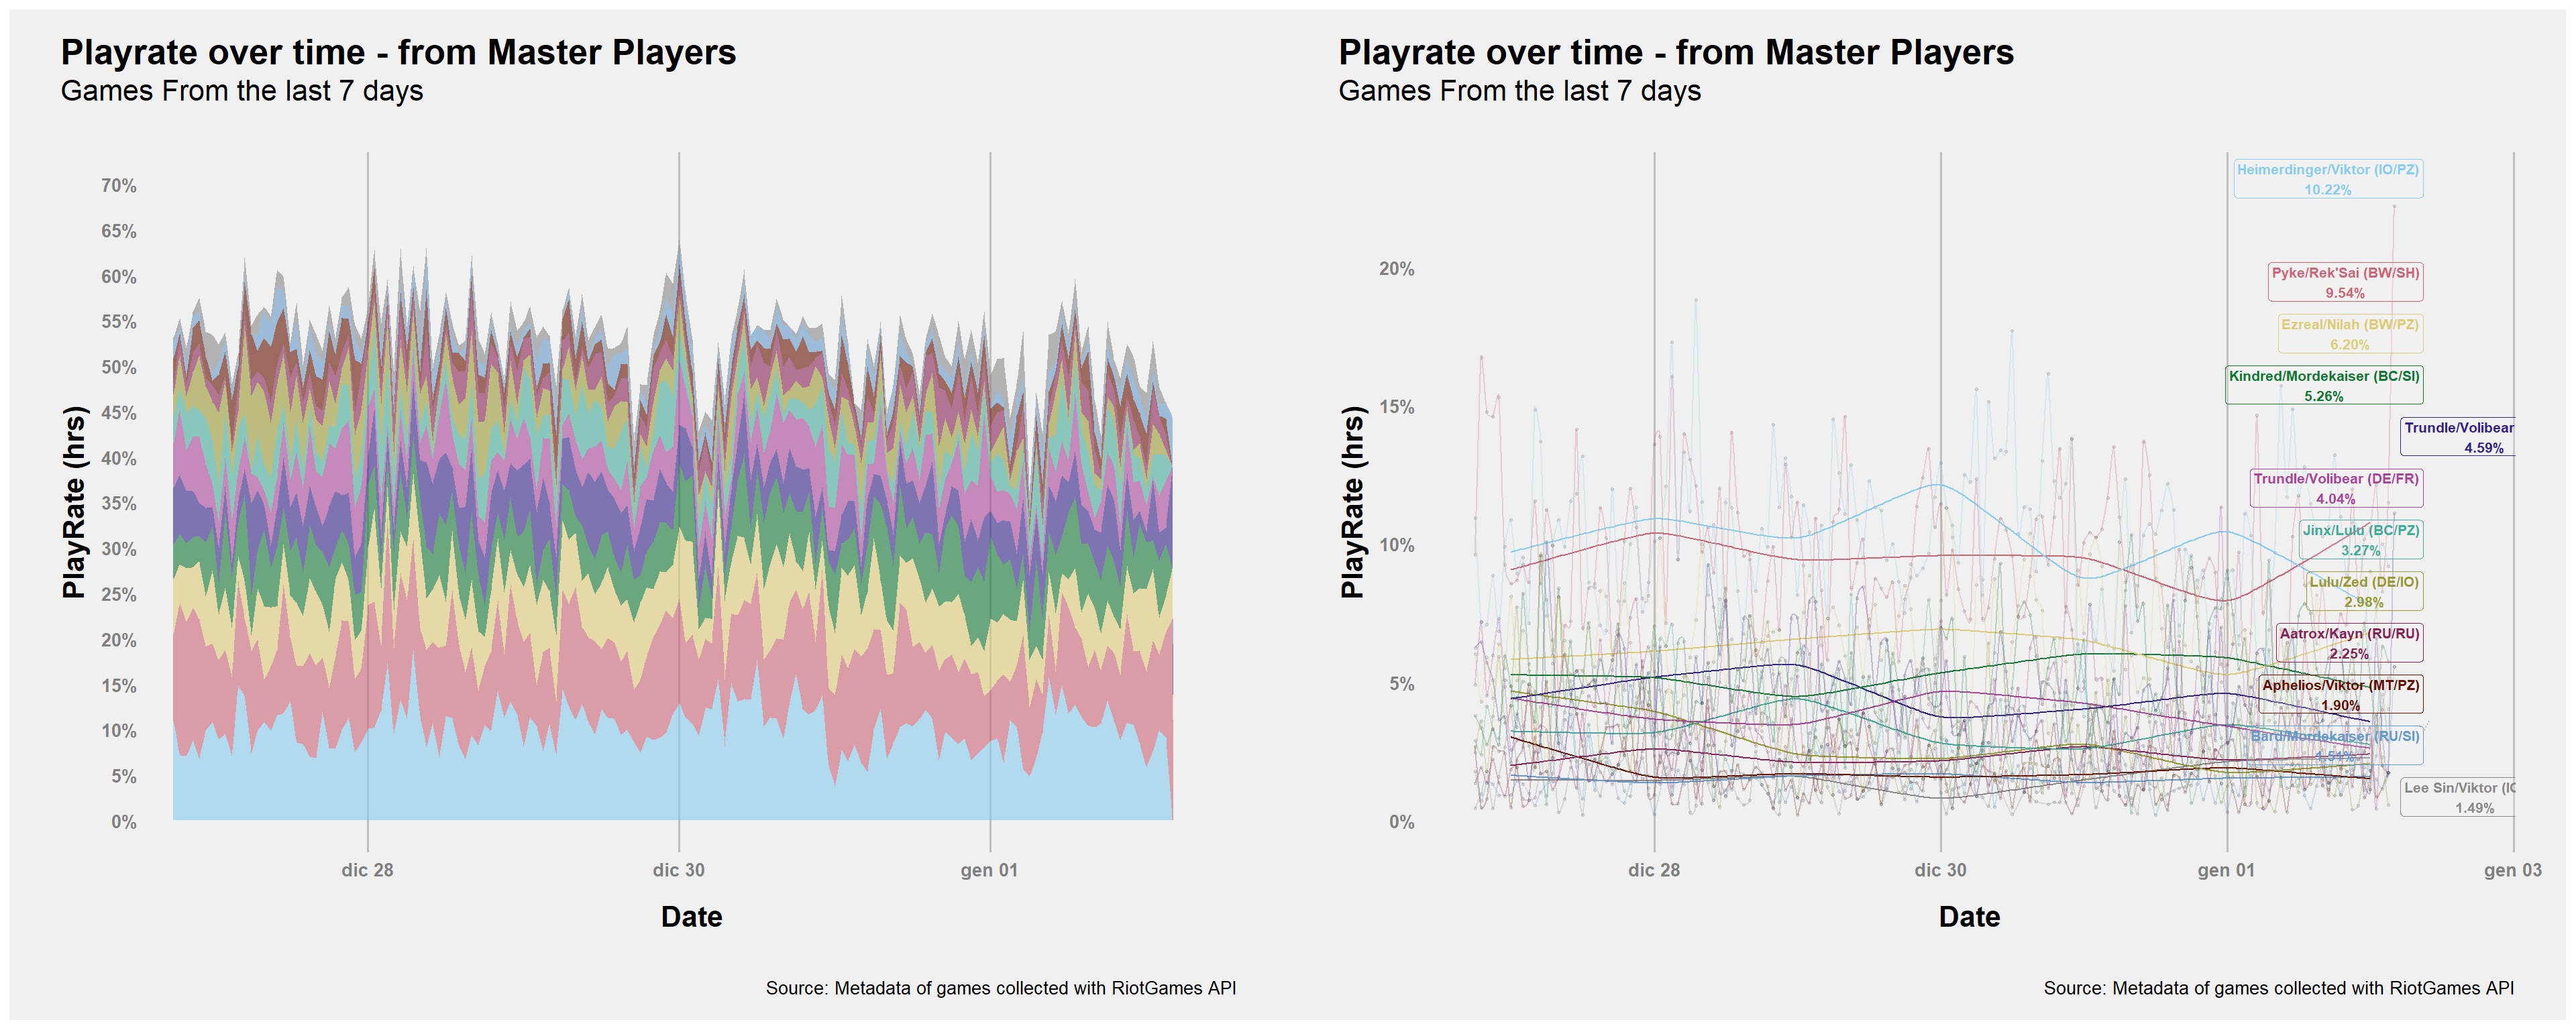 Playrate over time - from Master Players
Games From the last 7 days
70%
65%
60%
55%
50%
45%
40%
35%
30%
25%
20%
15%
10%
5%
0%
PlayRate (hrs)
dic 28
dic 30
gen 01
Date
Source: Metadata of games collected with RiotGames API
Playrate over time - from Master Players
Games From the last 7 days
20%
15%
10%
5%
0%
PlayRate (hrs)
Heimerdinger/Viktor (IO/PZ)
10.22%
Pyke/Rek'Sai (BW/SH)
9.54%
Ezreal/Nilah (BW/PZ)
6.20%
Kindred/Mordekaiser (BC/SI)
5.26%
Trundle/Volibear
4.59%
Trundle/Volibear (DE/FR)
4.04%
Jinx/Lulu (BC/PZ)
3.27%
Lulu/Zed (DE/IO)
2.98%
Aatrox/Kayn (RU/RU)
2.25%
Aphelios/Viktor (MT/PZ)
1.90%
Bard/Mordekaiser (RU/SI)
1.51%
Lee Sin/Viktor
1.49%
dic 28
dic 30
gen 01
gen 03
Date
Source: Metadata of games collected with RiotGames API